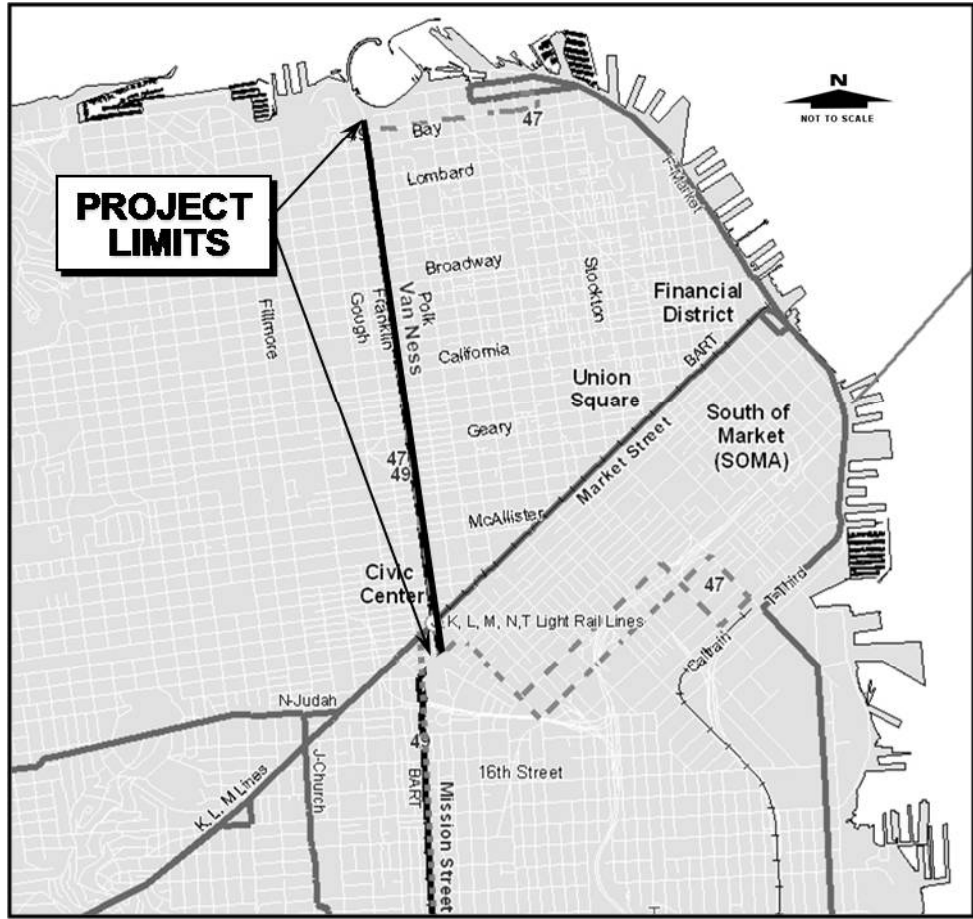 N
NOT TO SCALE
47
49
Bay
Lombard
F-Market
PROJECT
LIMITS
Broadway
Stockton
Financial
District
Fillmore
Gough
Franklin
Van Ness
Polk
California
BART
Union
Square
Geary
South of
Market
(SOMA)
Market Street
47
49
McAllister
Civic
Center
47
T-Third
K, L, M, N,T Light Rail Lines
Caltrain
N-Judah
J-Church
49
BART
16th Street
K, L, M Lines
Mission Street